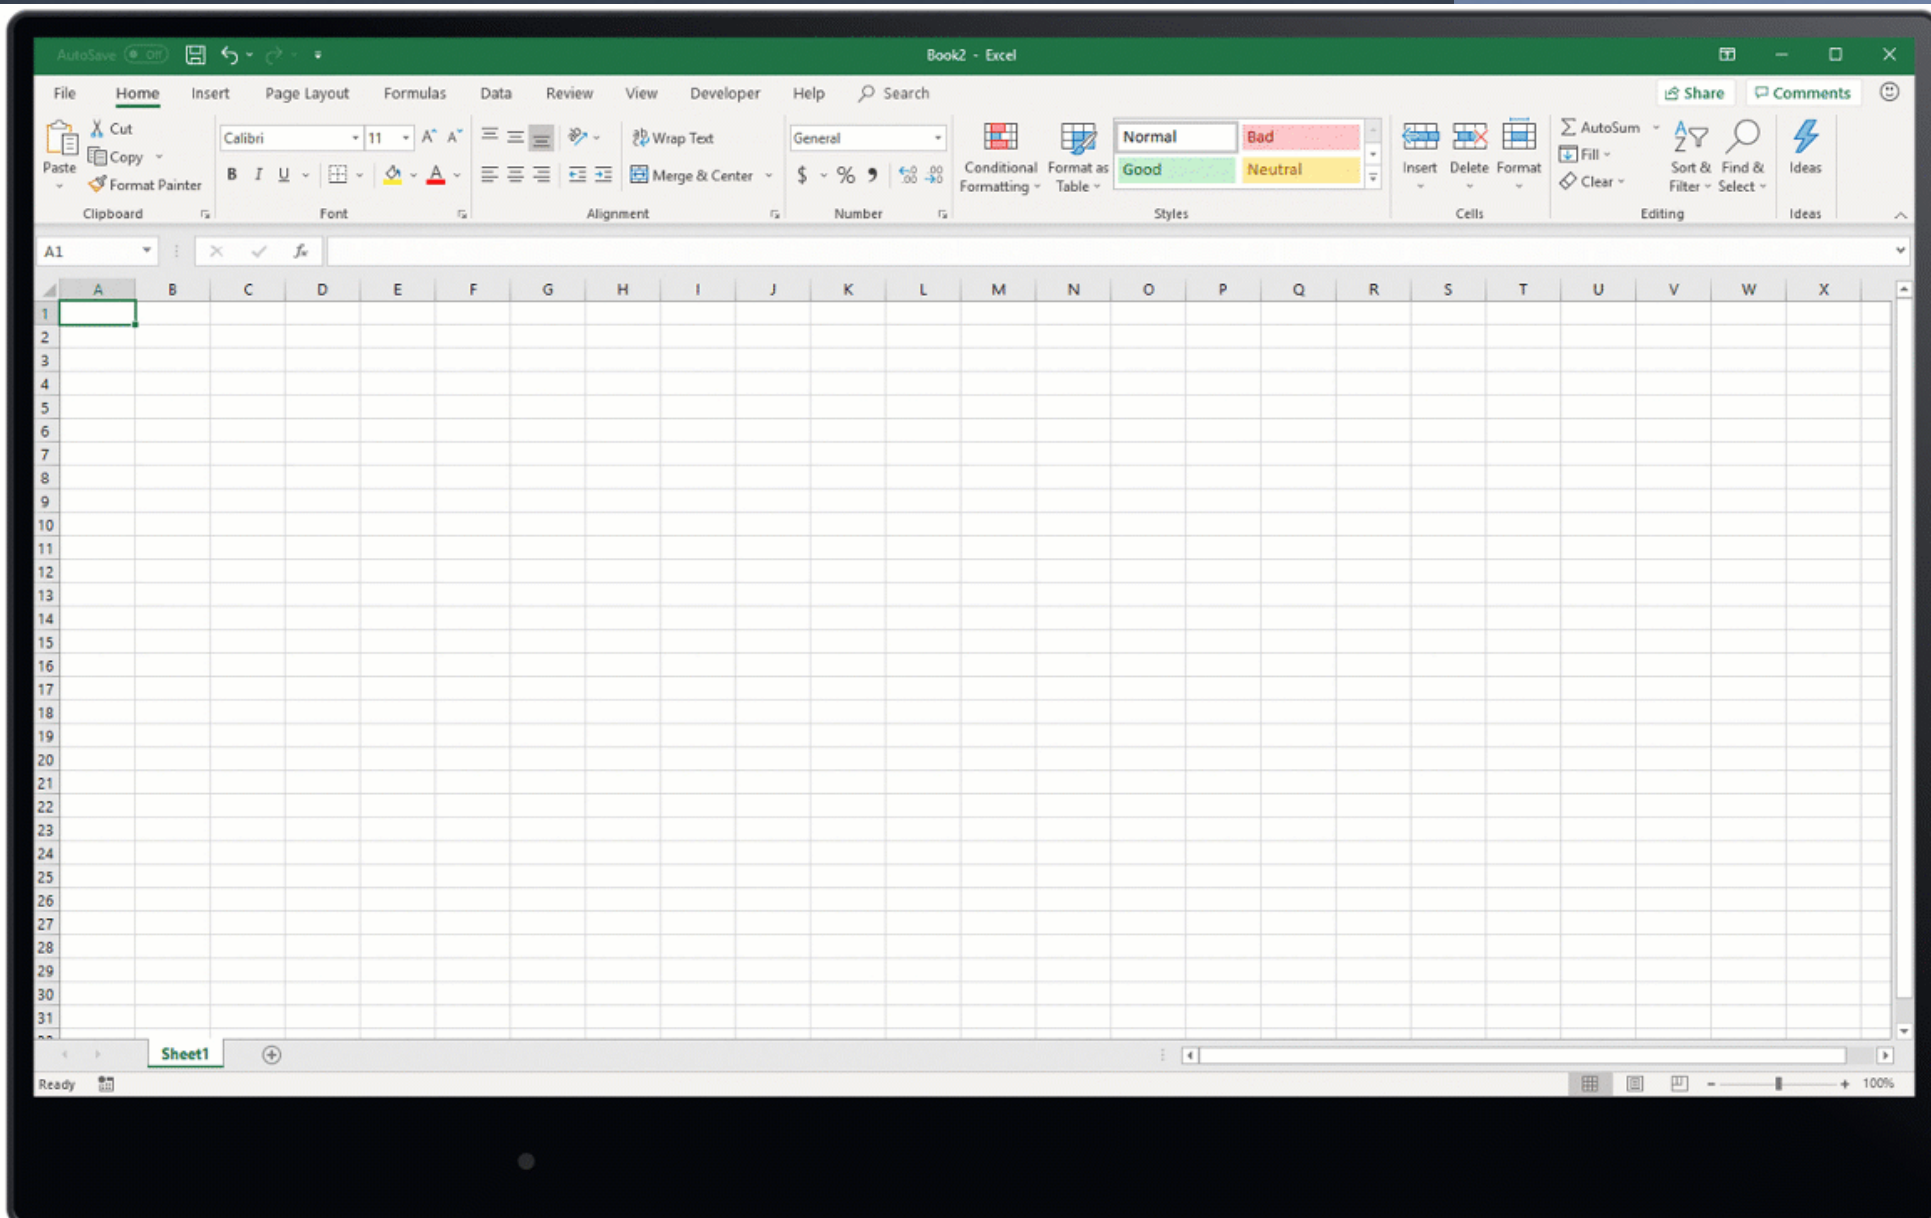 AutoSave Off Book2 - Excel
File Home Insert Page Layout Formulas Data Review View Developer Help Search Share Comments
Paste
Cut
Copy
Format Painter
Clipboard
Calibri 11
B I U
Font
Wrap Text
Merge & Center
Alignment
General
$ % 9
Number
Conditional Formatting
Format as Table
Normal Bad
Good Neutral
Styles
Insert Delete Format
Cells
AutoSum
Fill
Clear
Sort & Filter
Find & Select
Editing
Ideas
Ideas
A1 fx
A B C D E F G H I J K L M N O P Q R S T U V W X
1
2
3
4
5
6
7
8
9
10
11
12
13
14
15
16
17
18
19
20
21
22
23
24
25
26
27
28
29
30
31
Sheet1
Ready 100%